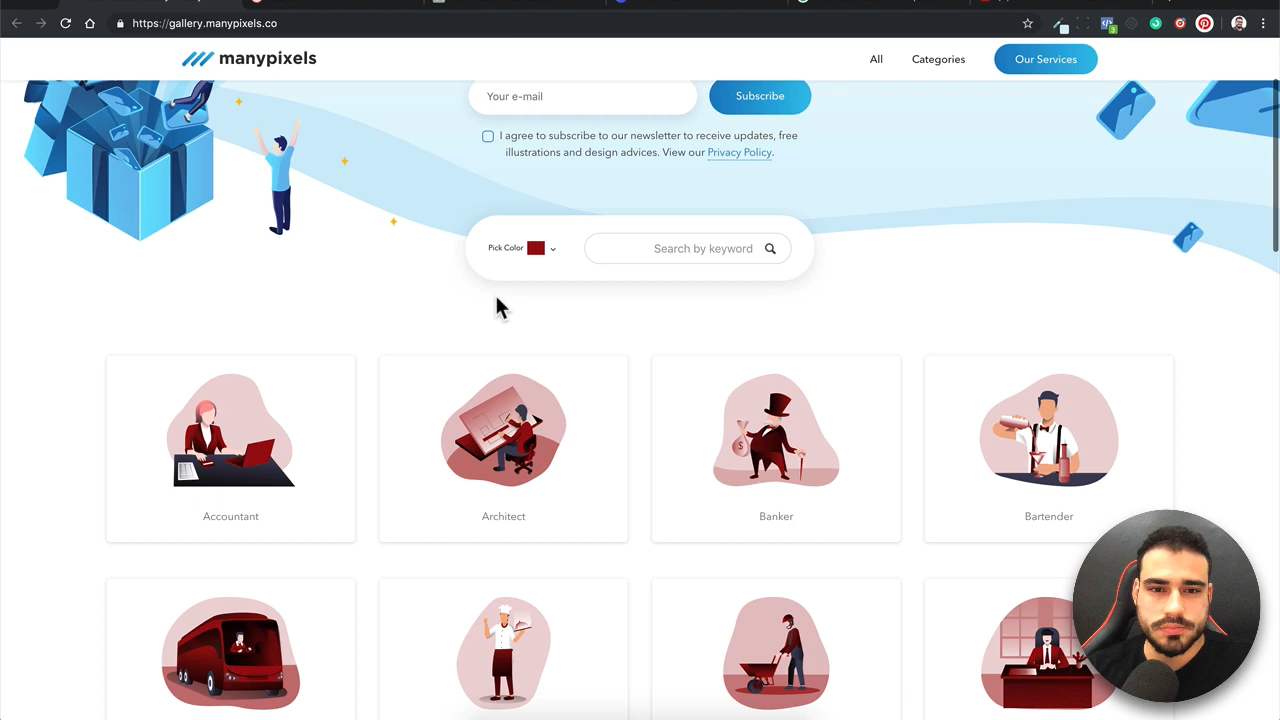 https://gallery.manypixels.co
3
manypixels
All
Categories
Our Services
Your e-mail
Subscribe
I agree to subscribe to our newsletter to receive updates, free
illustrations and design advices. View our Privacy Policy.
Pick Color
Search by keyword
$
Accountant
Architect
Banker
Bartender